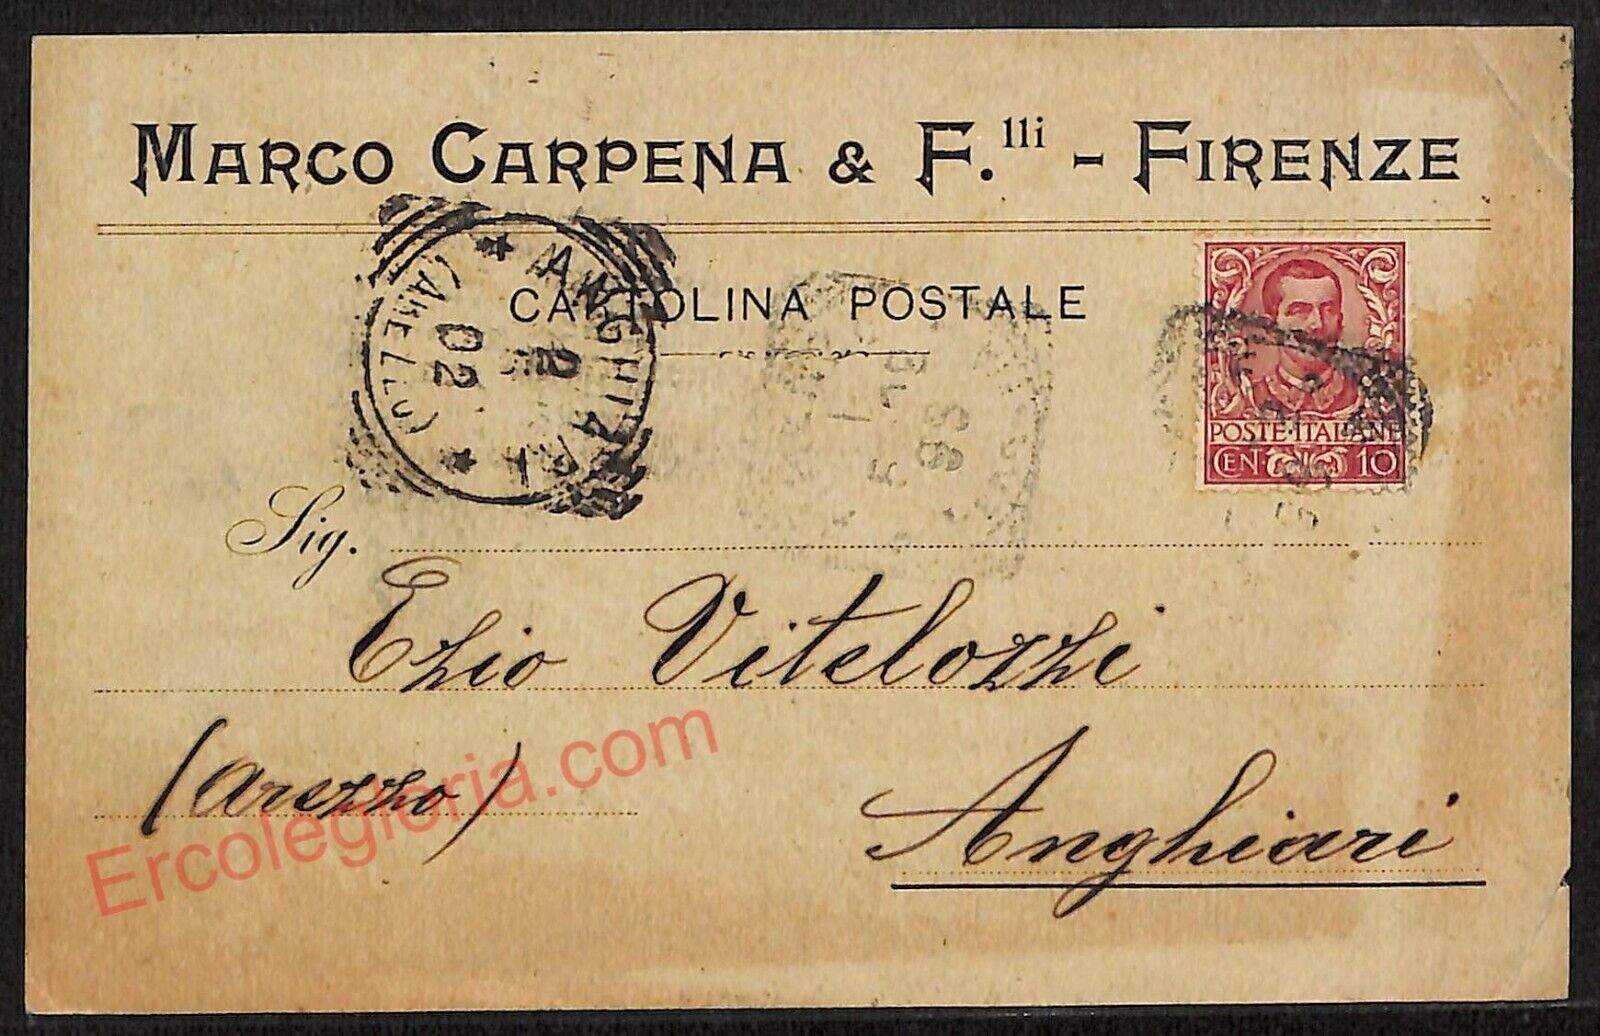 MARCO CARPENA & F.lli - FIRENZE
ANGHIARI
(AREZZO)
02
CARTOLINA POSTALE
POSTE·ITALIANE
CEN 10
Sig.
Ezio Vitelozzi
(Arezzo)
Anghiari
Ercolegioria.com